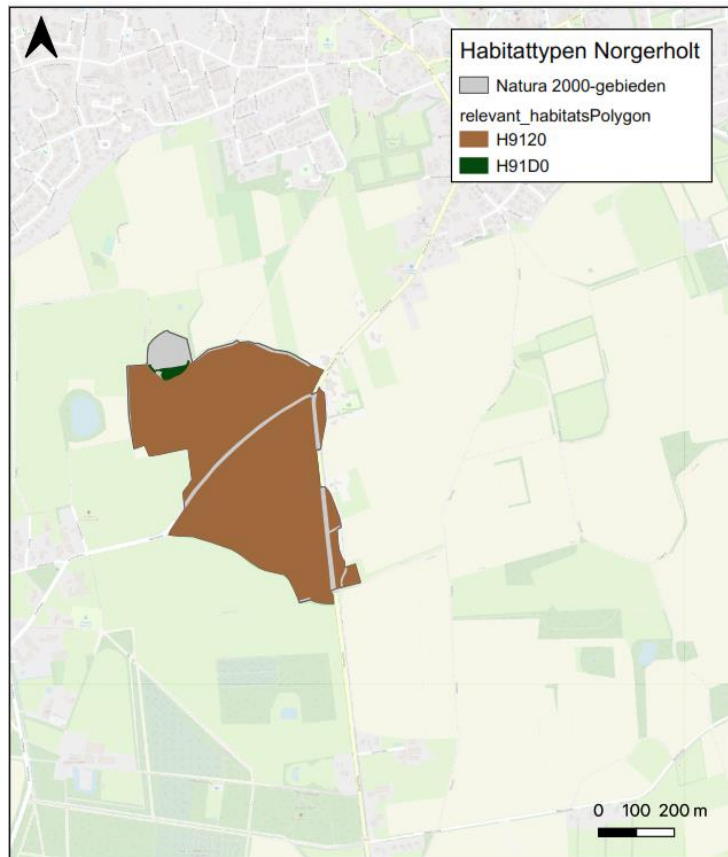 Habitattypen Norgerholt
Natura 2000-gebieden
relevant_habitatsPolygon
H9120
H91D0
0 100 200 m